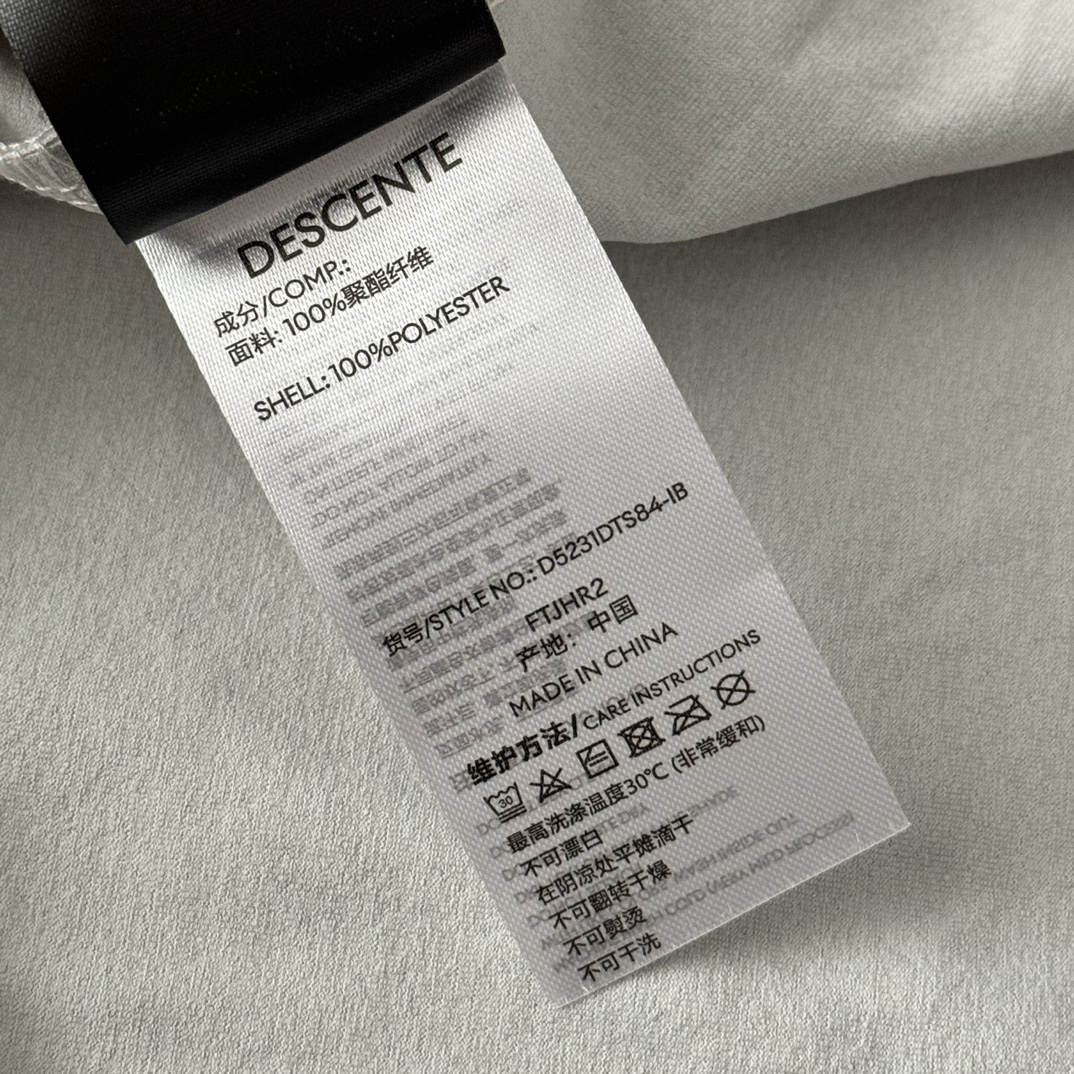 DESCENTE
成分/COMP.:
面料: 100%聚酯纤维
SHELL: 100%POLYESTER
货号/STYLE NO.: D5231DTS84-IB
FTJHR2
产地: 中国
MADE IN CHINA
维护方法/CARE INSTRUCTIONS
30
最高洗涤温度30℃ (非常缓和)
不可漂白
在阴凉处平摊滴干
不可翻转干燥
不可熨烫
不可干洗